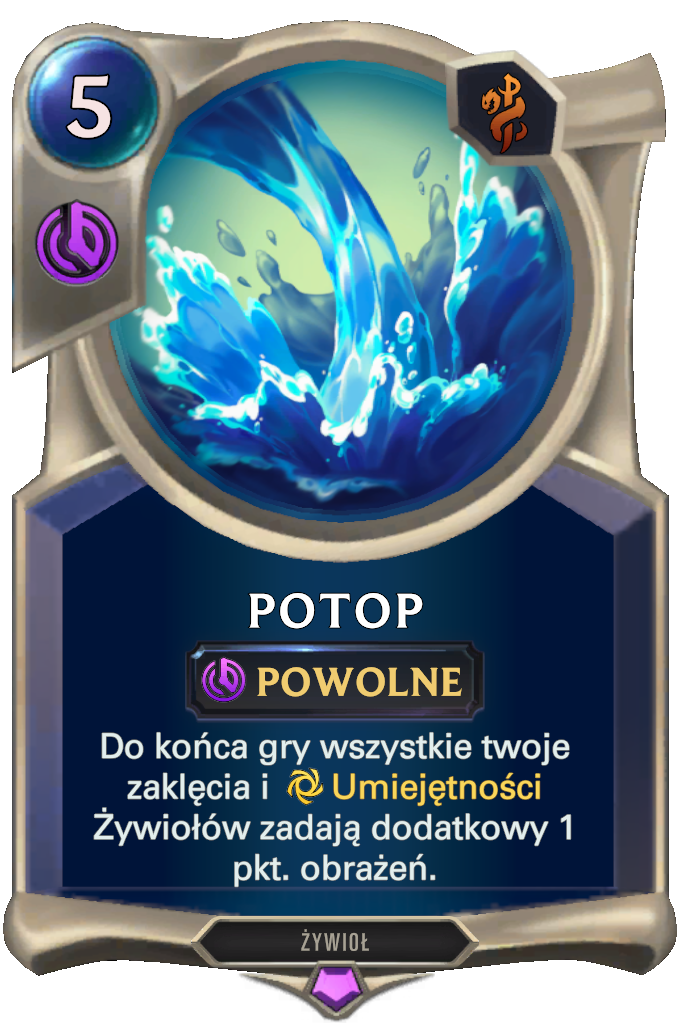 5
POTOP
POWOLNE
Do końca gry wszystkie twoje
zaklęcia i Umiejętności
Żywiołów zadają dodatkowy 1
pkt. obrażeń.
ŻYWIOŁ